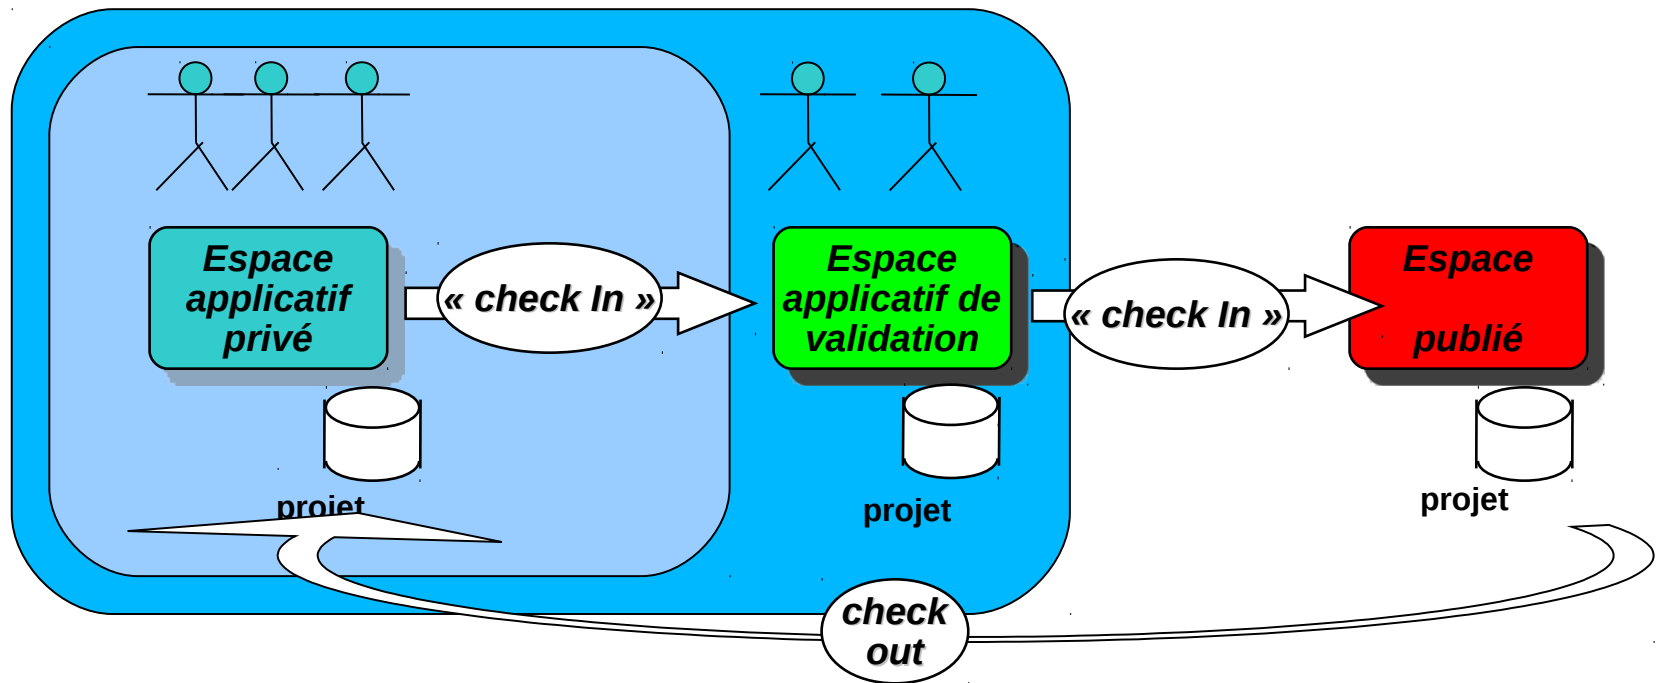 Espace
applicatif
privé
« check In »
Espace
applicatif de
validation
« check In »
Espace
publié
projet
projet
projet
check
out